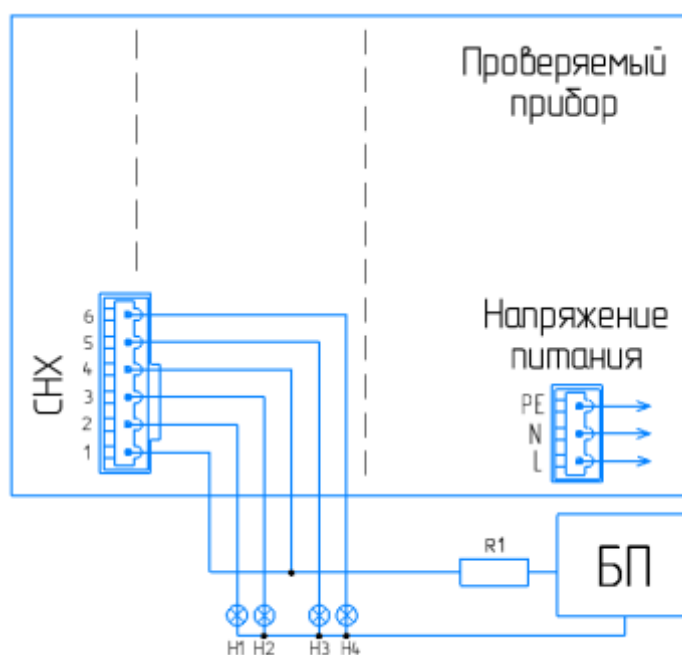 Проверяемый
прибор
Напряжение
питания
CHX
6
5
4
3
2
1
PE
N
L
R1
БП
H1 H2 H3 H4